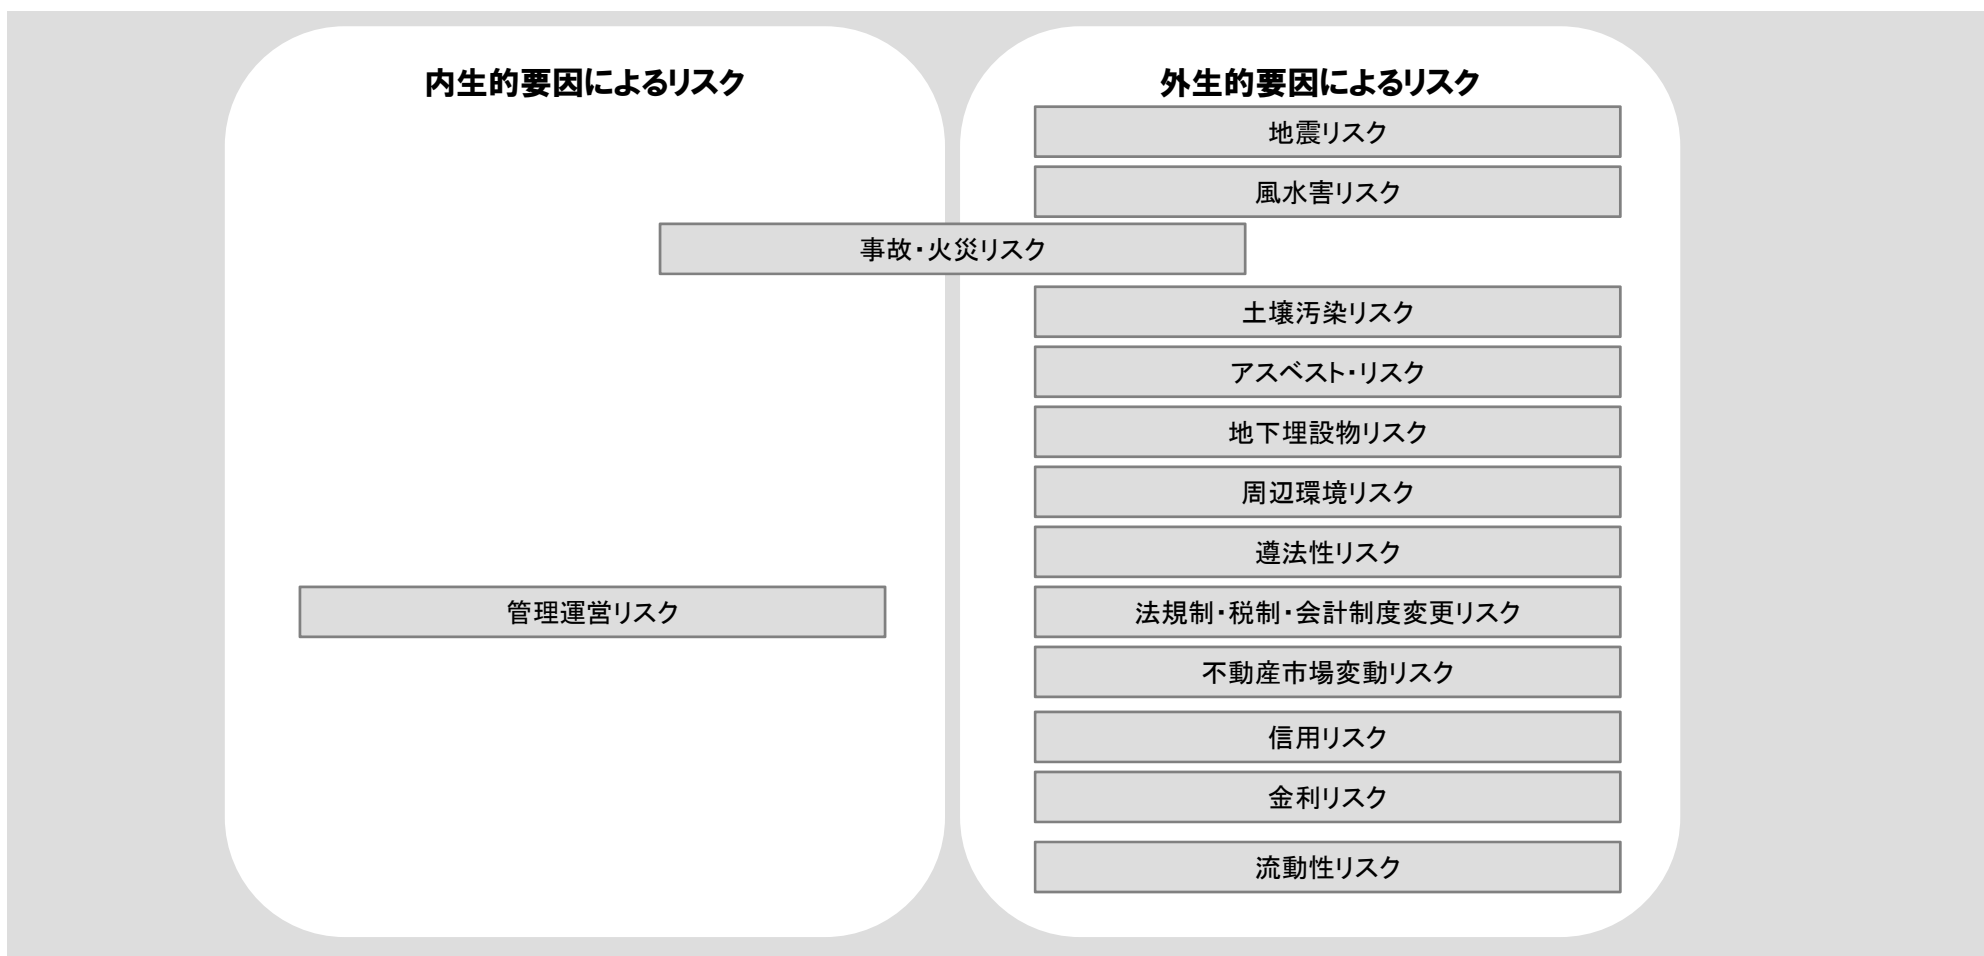 内生的要因によるリスク
外生的要因によるリスク
地震リスク
風水害リスク
事故・火災リスク
土壌汚染リスク
アスベスト・リスク
地下埋設物リスク
周辺環境リスク
遵法性リスク
管理運営リスク
法規制・税制・会計制度変更リスク
不動産市場変動リスク
信用リスク
金利リスク
流動性リスク